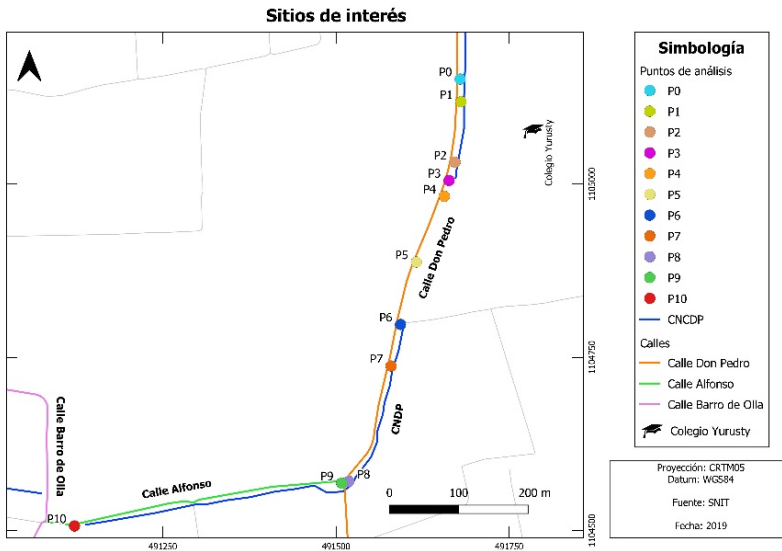 Sitios de interés
P0
P1
P2
P3
P4
P5
P6
P7
P8
P9
P10
Colegio Yurusty
Calle Don Pedro
CNDP
Calle Alfonso
Calle Barro de Olla
0 100 200 m
491250 491500 491750
1105000
1104750
1104500
Simbología
Puntos de análisis
P0
P1
P2
P3
P4
P5
P6
P7
P8
P9
P10
CNCDP
Calles
Calle Don Pedro
Calle Alfonso
Calle Barro de Olla
Colegio Yurusty
Proyección: CRTM05
Datum: WGS84
Fuente: SNIT
Fecha: 2019